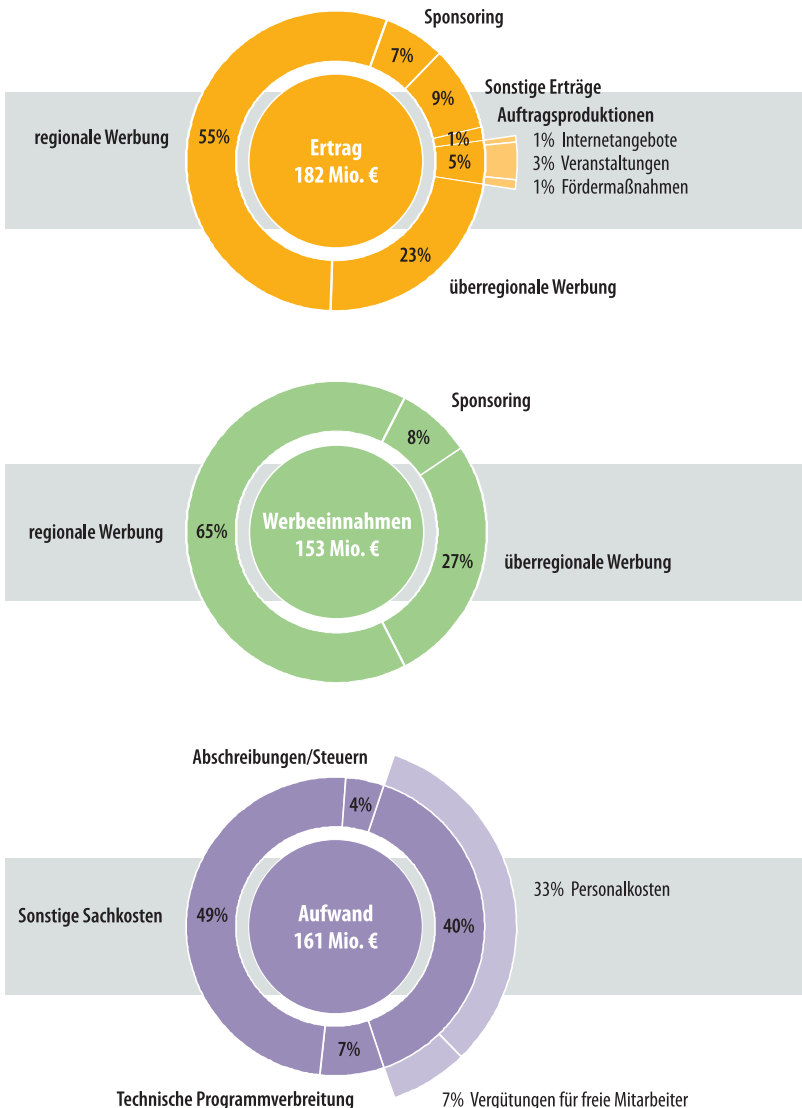 Sponsoring
7%
Sonstige Erträge
9%
Auftragsproduktionen
regionale Werbung
55%
1%
1% Internetangebote
Ertrag
182 Mio. €
5%
3% Veranstaltungen
1% Fördermaßnahmen
23%
überregionale Werbung
Sponsoring
8%
regionale Werbung
65%
Werbeeinnahmen
153 Mio. €
27%
überregionale Werbung
Abschreibungen/Steuern
4%
33% Personalkosten
Sonstige Sachkosten
49%
Aufwand
161 Mio. €
40%
7%
Technische Programmverbreitung
7% Vergütungen für freie Mitarbeiter